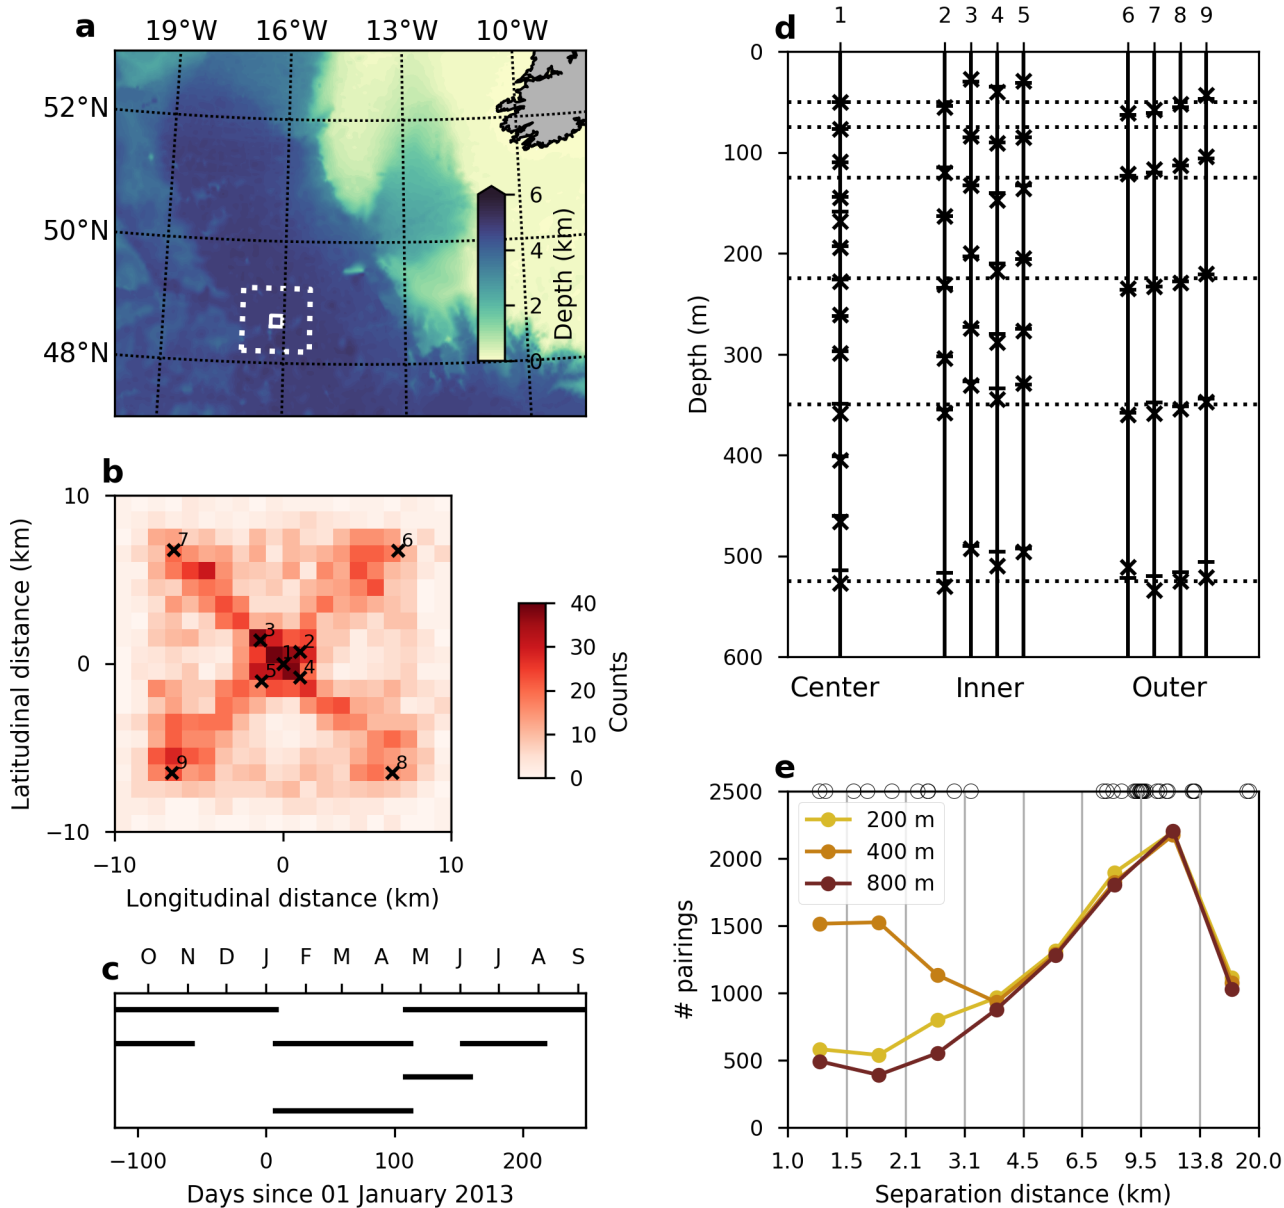 a
19°W 16°W 13°W 10°W
52°N
50°N
48°N
6
4
2
0
Depth (km)
b
10
0
−10
−10 0 10
Latitudinal distance (km)
Longitudinal distance (km)
7 6
3
1 2
5 4
9 8
40
30
20
10
0
Counts
c
O N D J F M A M J J A S
−100 0 100 200
Days since 01 January 2013
d
1 2 3 4 5 6 7 8 9
0
100
200
300
400
500
600
Depth (m)
Center Inner Outer
e
2500
2000
1500
1000
500
0
# pairings
200 m
400 m
800 m
1.0 1.5 2.1 3.1 4.5 6.5 9.5 13.8 20.0
Separation distance (km)